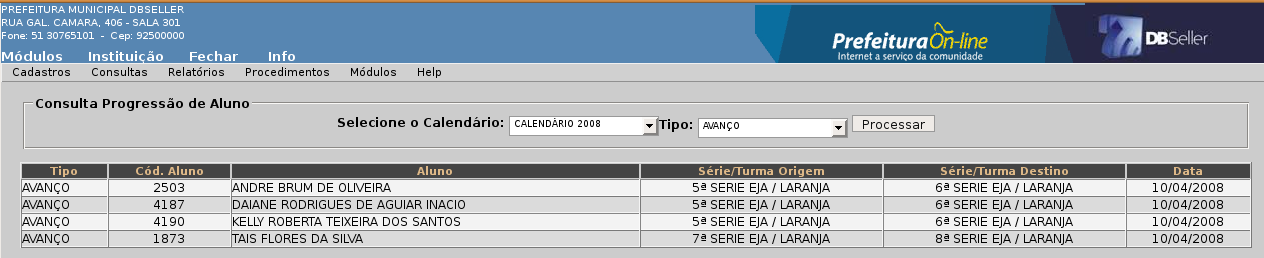 PREFEITURA MUNICIPAL DBSELLER
RUA GAL. CAMARA, 406 - SALA 301
Fone: 51 30765101 - Cep: 92500000
PrefeituraOn-line
Internet a serviço da comunidade
DBSeller
Módulos Instituição Fechar Info
Cadastros Consultas Relatórios Procedimentos Módulos Help
Consulta Progressão de Aluno
Selecione o Calendário: CALENDÁRIO 2008 Tipo: AVANÇO Processar
Tipo Cód. Aluno Aluno Série/Turma Origem Série/Turma Destino Data
AVANÇO 2503 ANDRE BRUM DE OLIVEIRA 5ª SERIE EJA / LARANJA 6ª SERIE EJA / LARANJA 10/04/2008
AVANÇO 4187 DAIANE RODRIGUES DE AGUIAR INACIO 5ª SERIE EJA / LARANJA 6ª SERIE EJA / LARANJA 10/04/2008
AVANÇO 4190 KELLY ROBERTA TEIXEIRA DOS SANTOS 5ª SERIE EJA / LARANJA 6ª SERIE EJA / LARANJA 10/04/2008
AVANÇO 1873 TAIS FLORES DA SILVA 7ª SERIE EJA / LARANJA 8ª SERIE EJA / LARANJA 10/04/2008